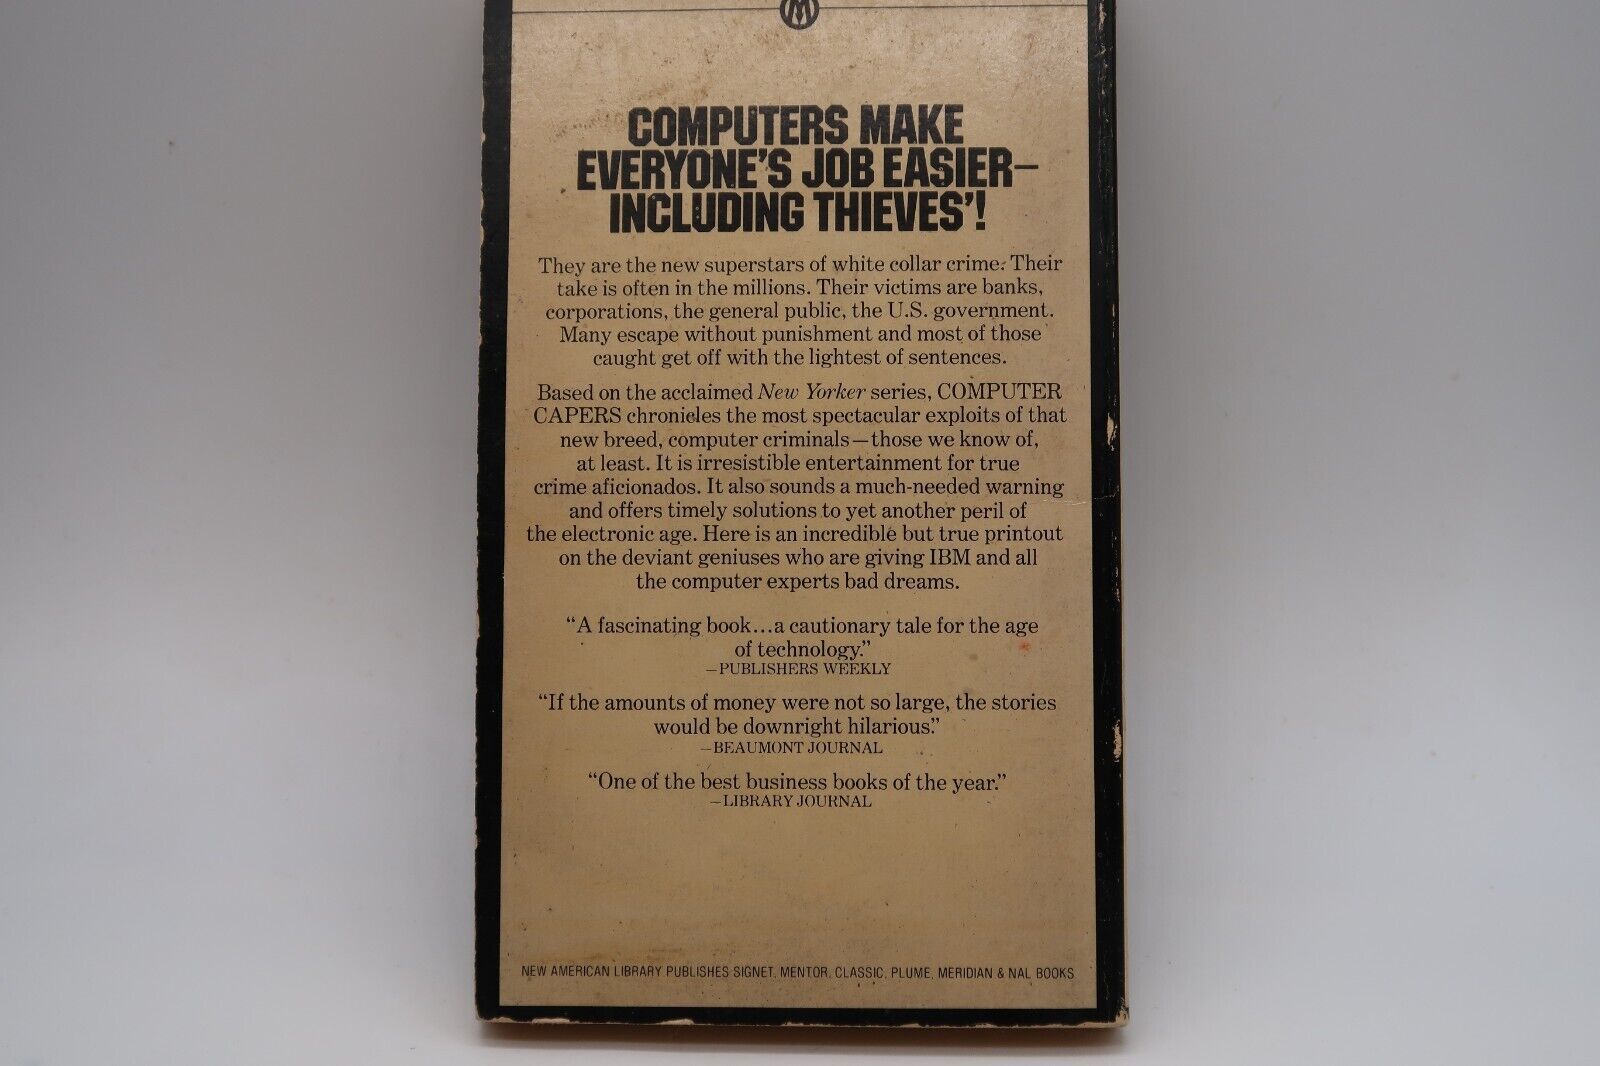 M
COMPUTERS MAKE
EVERYONE'S JOB EASIER—
INCLUDING THIEVES'!
They are the new superstars of white collar crime. Their
take is often in the millions. Their victims are banks,
corporations, the general public, the U.S. government.
Many escape without punishment and most of those
caught get off with the lightest of sentences.
Based on the acclaimed New Yorker series, COMPUTER
CAPERS chronicles the most spectacular exploits of that
new breed, computer criminals—those we know of,
at least. It is irresistible entertainment for true
crime aficionados. It also sounds a much-needed warning
and offers timely solutions to yet another peril of
the electronic age. Here is an incredible but true printout
on the deviant geniuses who are giving IBM and all
the computer experts bad dreams.
“A fascinating book...a cautionary tale for the age
of technology.”
—PUBLISHERS WEEKLY
“If the amounts of money were not so large, the stories
would be downright hilarious.”
—BEAUMONT JOURNAL
“One of the best business books of the year.”
—LIBRARY JOURNAL
NEW AMERICAN LIBRARY PUBLISHES SIGNET, MENTOR, CLASSIC, PLUME, MERIDIAN & NAL BOOKS